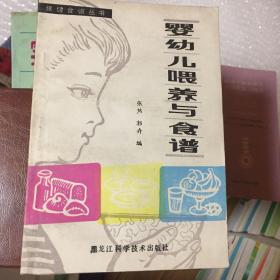 保健食谱丛书
婴幼儿喂养与食谱
张然 郭卉 编
黑龙江科学技术出版社